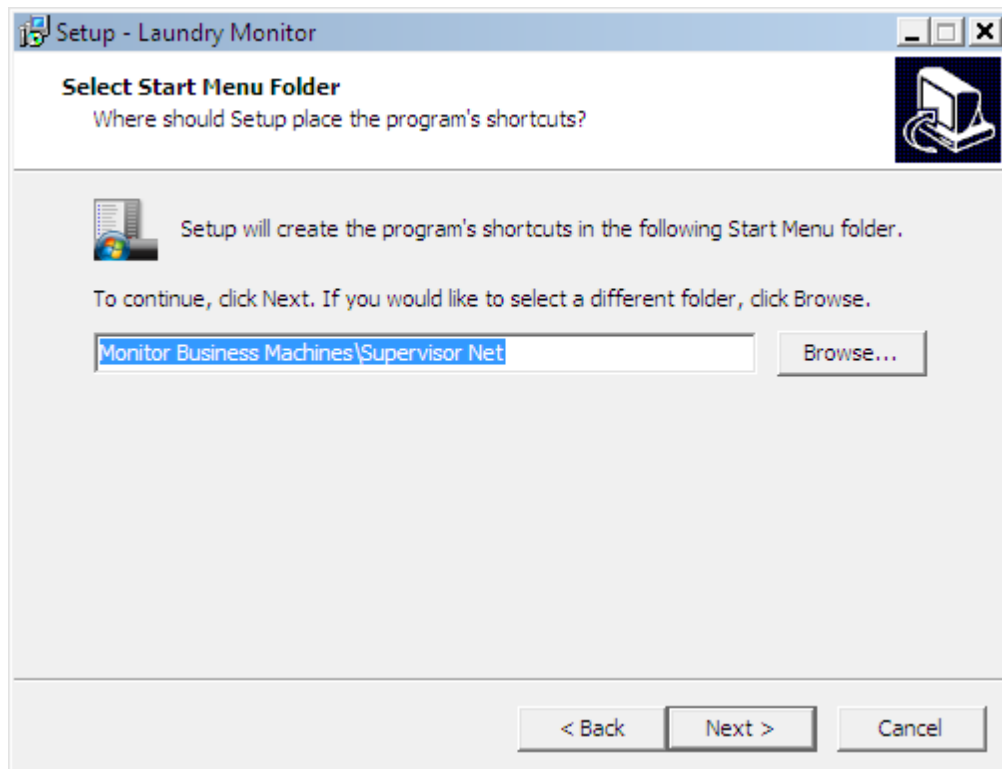 Setup - Laundry Monitor
Select Start Menu Folder
Where should Setup place the program's shortcuts?
Setup will create the program's shortcuts in the following Start Menu folder.
To continue, click Next. If you would like to select a different folder, click Browse.
Monitor Business Machines\Supervisor Net
Browse...
< Back
Next >
Cancel